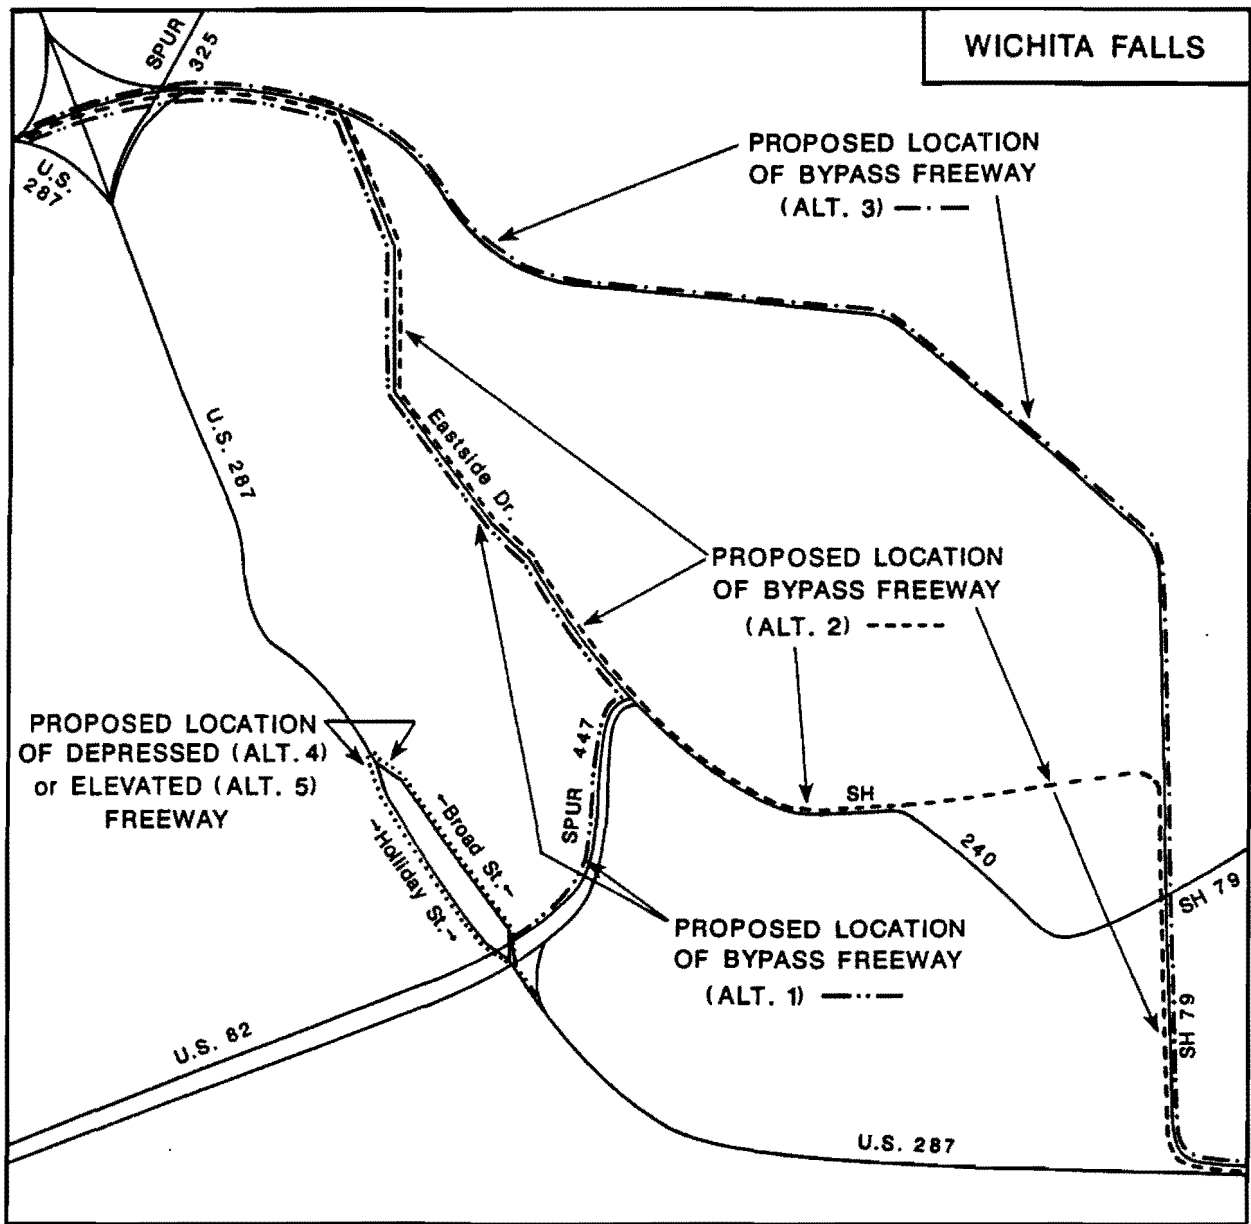 WICHITA FALLS
SPUR
325
U.S.
287
PROPOSED LOCATION
OF BYPASS FREEWAY
(ALT. 3)
U.S. 287
Eastside Dr.
PROPOSED LOCATION
OF BYPASS FREEWAY
(ALT. 2)
PROPOSED LOCATION
OF DEPRESSED (ALT. 4)
or ELEVATED (ALT. 5)
FREEWAY
Broad St.
Holliday St.
SPUR 447
SH
240
SH 79
PROPOSED LOCATION
OF BYPASS FREEWAY
(ALT. 1)
U.S. 82
SH 79
U.S. 287